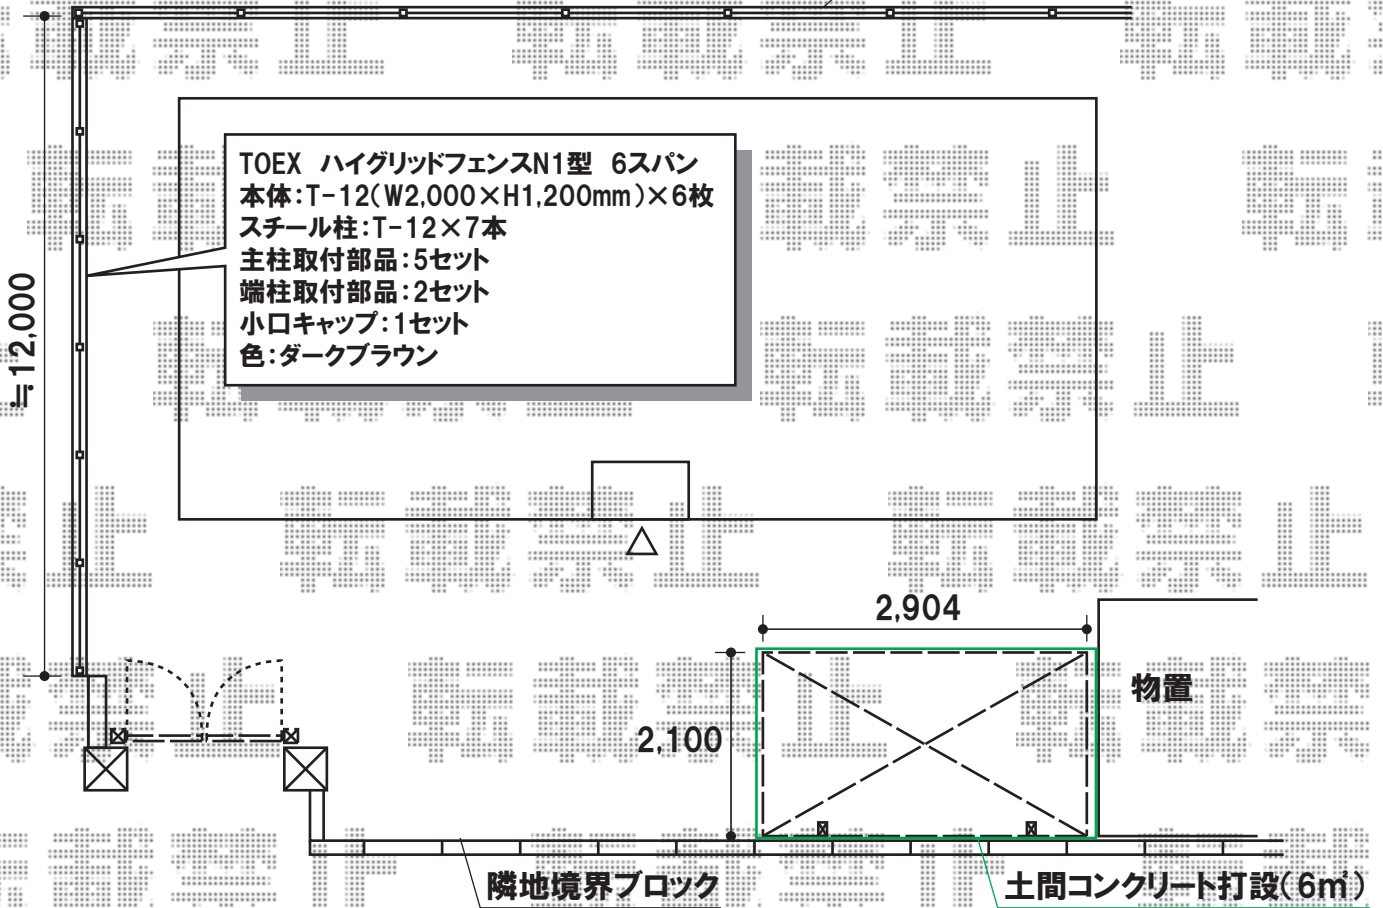 TOEX ハイグリッドフェンスN1型 6スパン
本体:T-12(W2,000×H1,200mm)×6枚
スチール柱:T-12×7本
主柱取付部品:5セット
端柱取付部品:2セット
小口キャップ:1セット
色:ダークブラウン
≒12,000
2,904
2,100
物置
隣地境界ブロック
土間コンクリート打設(6㎡)
転載禁止